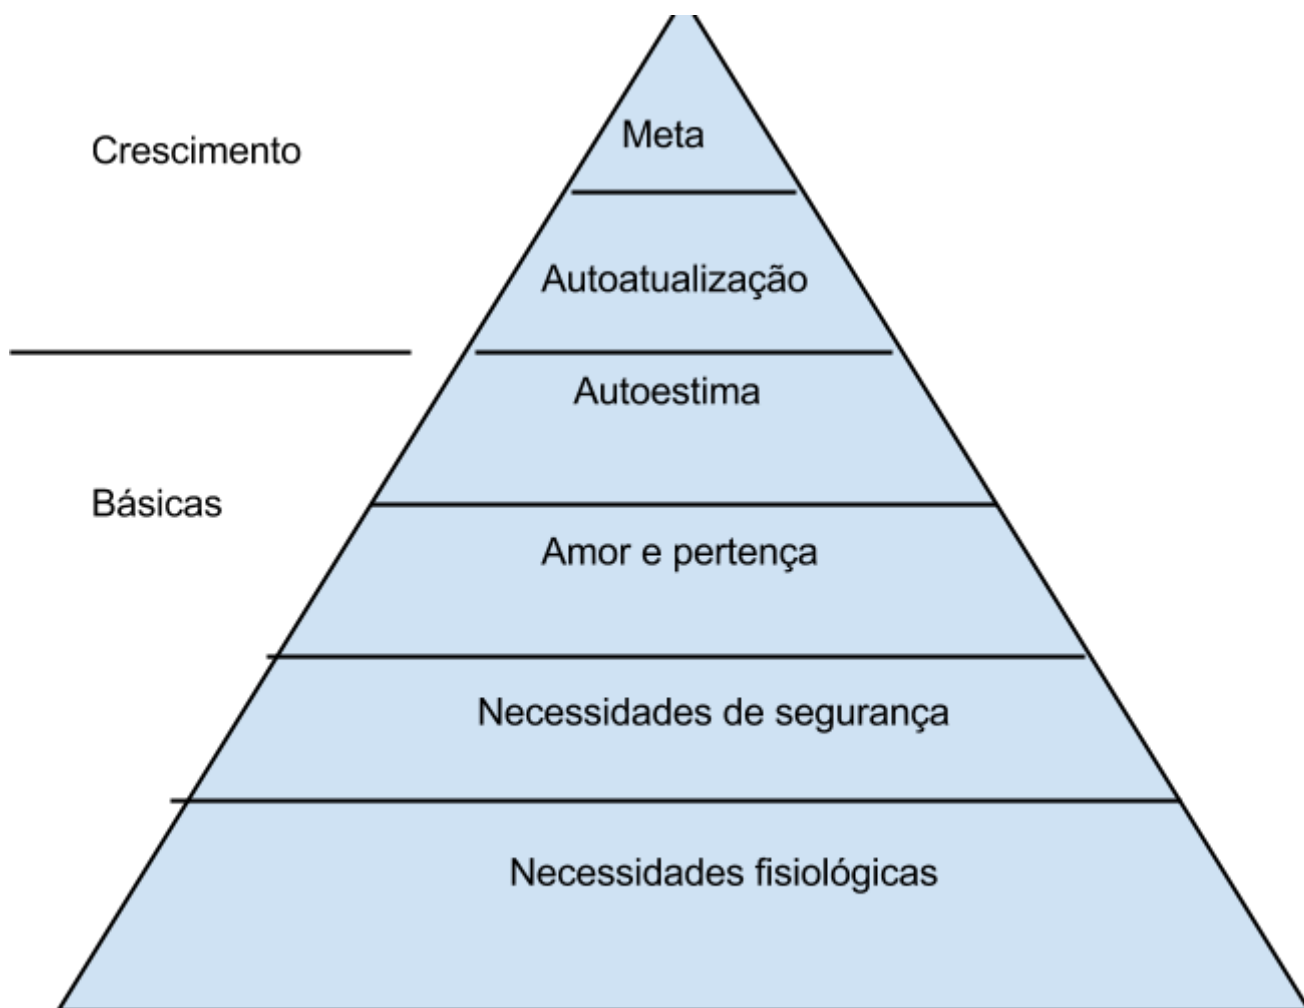 Meta
Crescimento
Autoatualização
Autoestima
Básicas
Amor e pertença
Necessidades de segurança
Necessidades fisiológicas